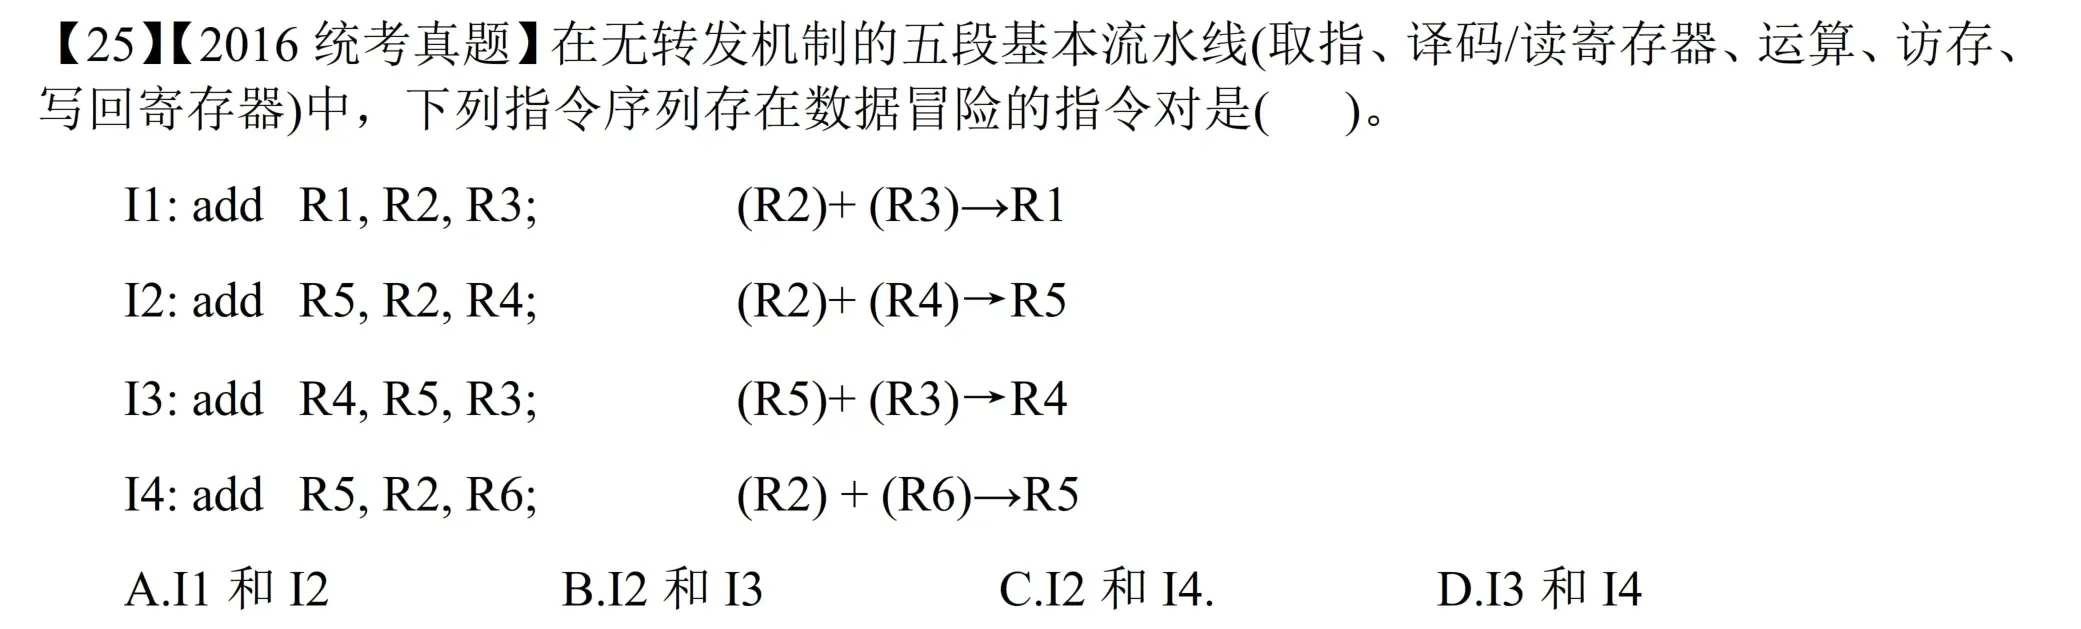 【25】【2016 统考真题】在无转发机制的五段基本流水线(取指、译码/读寄存器、运算、访存、
写回寄存器)中，下列指令序列存在数据冒险的指令对是(    )。
I1: add R1, R2, R3; (R2)+ (R3)→R1
I2: add R5, R2, R4; (R2)+ (R4)→R5
I3: add R4, R5, R3; (R5)+ (R3)→R4
I4: add R5, R2, R6; (R2) + (R6)→R5
A.I1 和 I2 B.I2 和 I3 C.I2 和 I4. D.I3 和 I4